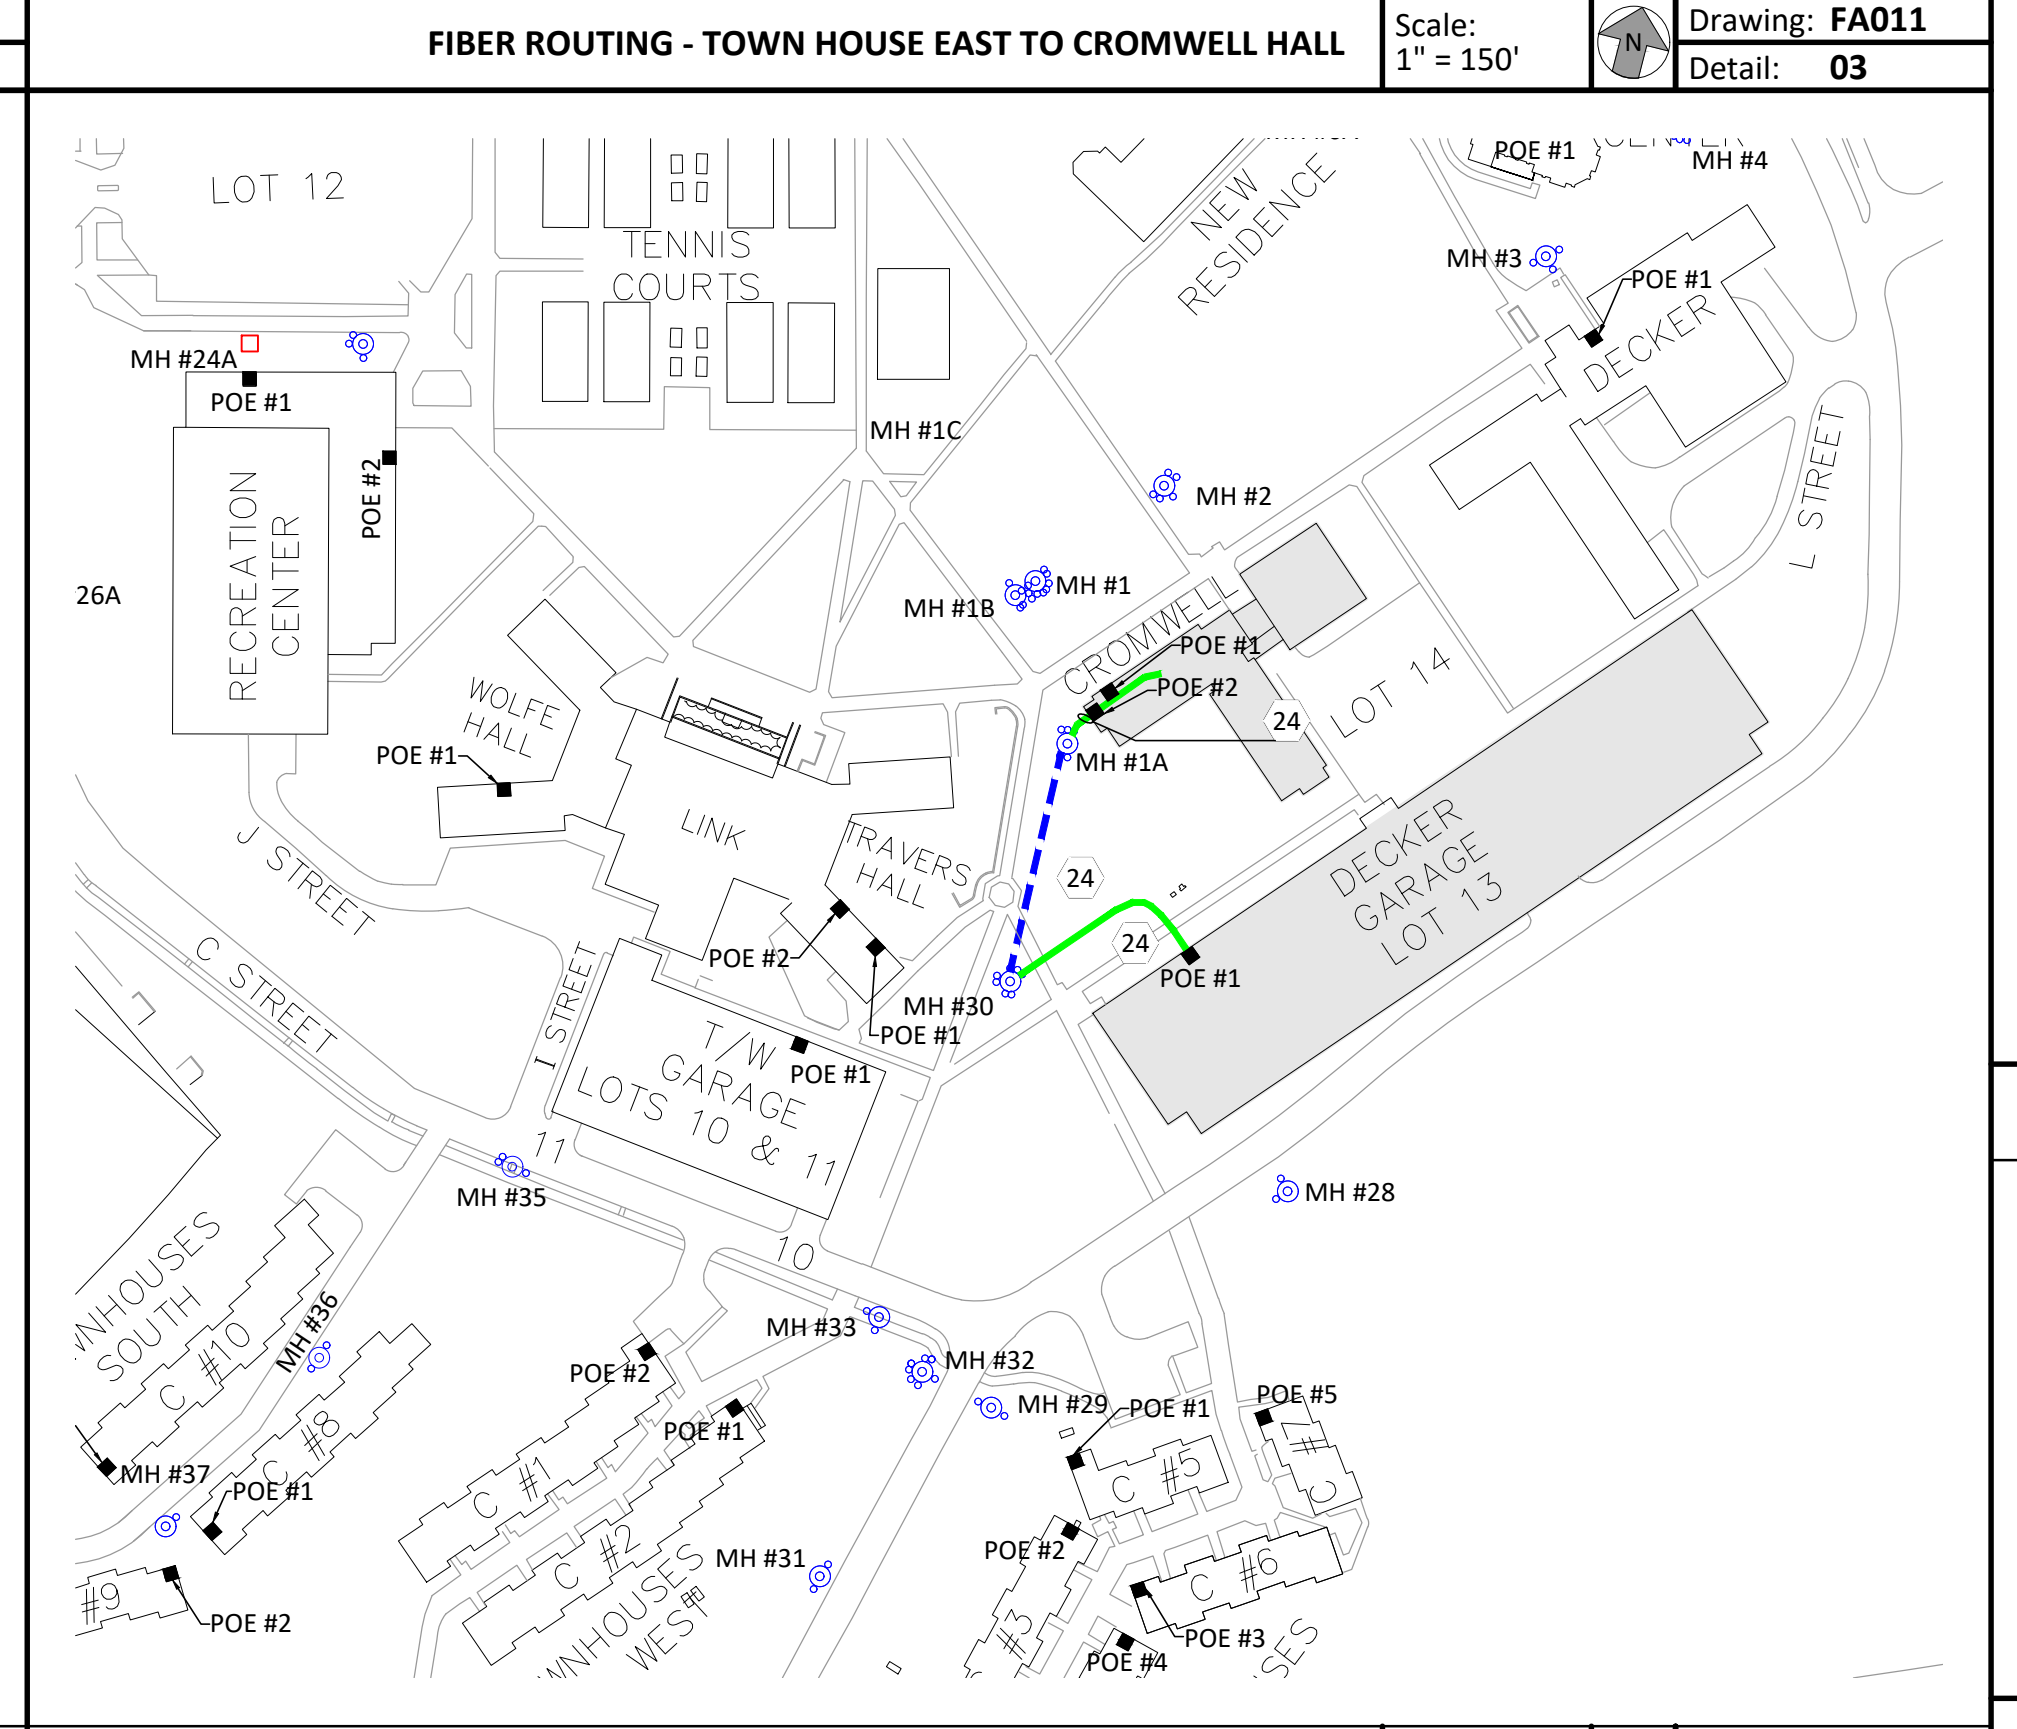 FIBER ROUTING - TOWN HOUSE EAST TO CROMWELL HALL
Scale:
1" = 150'
N
Drawing: FA011
Detail: 03
LOT 12
TENNIS
COURTS
NEW
RESIDENCE
POE #1
MH #4
MH #3
POE #1
DECKER
MH #24A
POE #1
POE #2
MH #1C
MH #2
L STREET
RECREATION
CENTER
26A
MH #1
MH #1B
CROMWELL
POE #1
POE #2
24
LOT 14
WOLFE
HALL
POE #1
MH #1A
LINK
TRAVERS
HALL
24
24
DECKER
GARAGE
LOT 13
J STREET
C STREET
I STREET
POE #2
POE #1
MH #30
POE #1
T/W
GARAGE
LOTS 10 & 11
POE #1
11
MH #35
MH #28
10
WNHOUSES
SOUTH
C #10
MH #36
MH #33
MH #32
MH #29
POE #1
POE #5
POE #2
POE #1
C #8
MH #37
POE #1
C #1
C #2
C #5
C #7
#9
POE #2
WNHOUSES
WEST
MH #31
POE #2
#3
C #6
POE #3
POE #4
SES